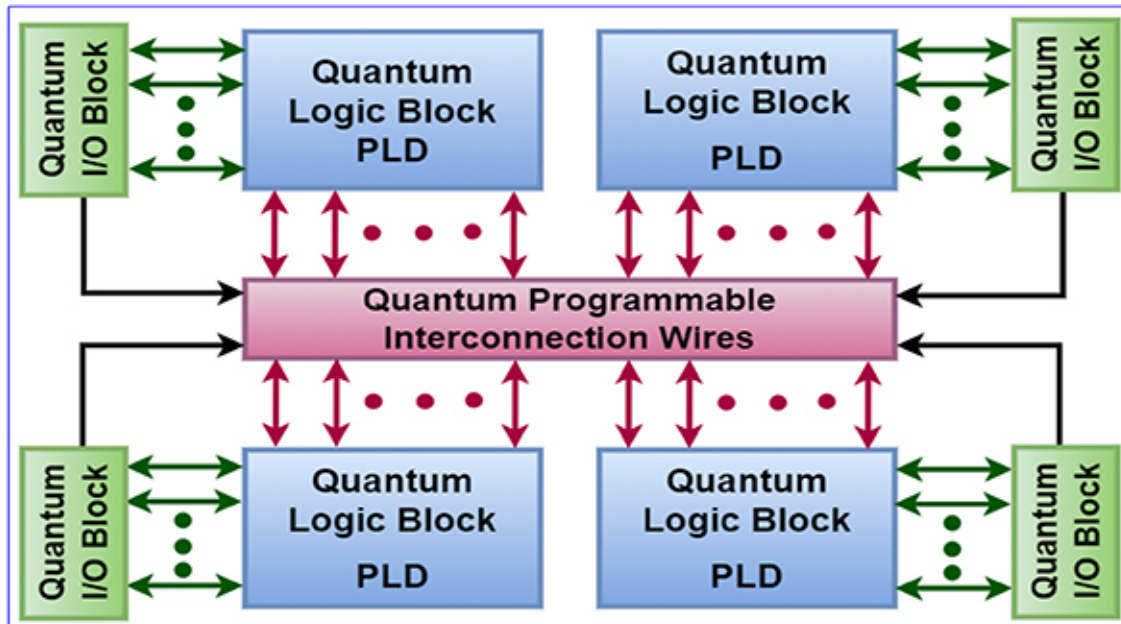 Quantum
I/O Block
Quantum
Logic Block
PLD
Quantum
Logic Block
PLD
Quantum
I/O Block
Quantum Programmable
Interconnection Wires
Quantum
I/O Block
Quantum
Logic Block
PLD
Quantum
Logic Block
PLD
Quantum
I/O Block